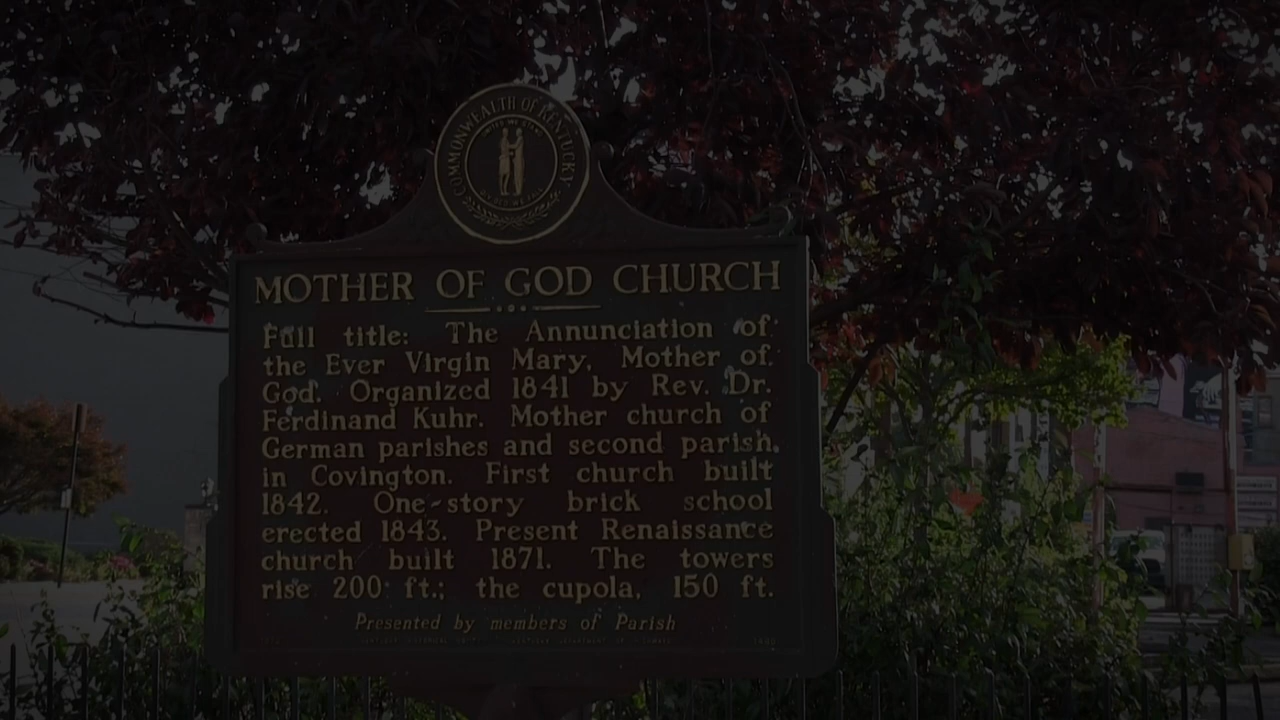 COMMONWEALTH OF KENTUCKY
MOTHER OF GOD CHURCH
Full title: The Annunciation of
the Ever Virgin Mary, Mother of
God. Organized 1841 by Rev. Dr.
Ferdinand Kuhr. Mother church of
German parishes and second parish
in Covington. First church built
1842. One-story brick school
erected 1843. Present Renaissance
church built 1871. The towers
rise 200 ft.; the cupola, 150 ft.
Presented by members of Parish